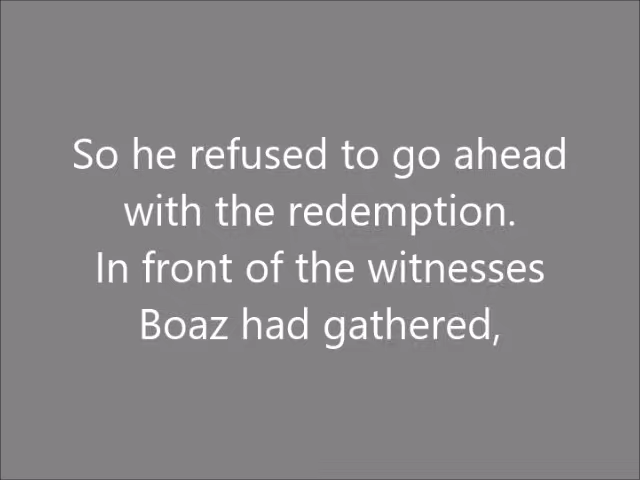 So he refused to go ahead
with the redemption.
In front of the witnesses
Boaz had gathered,